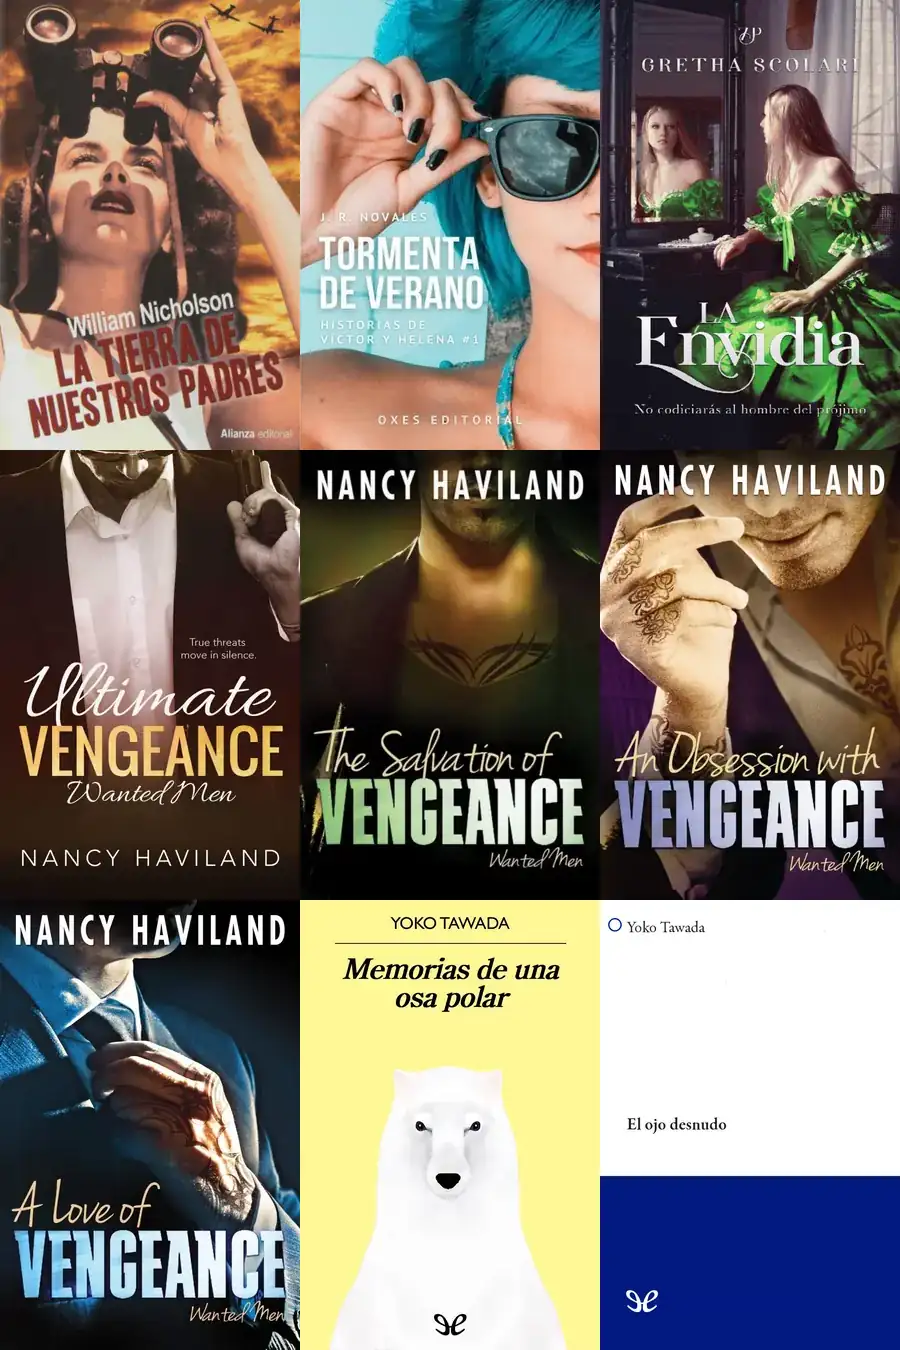 William Nicholson
LA TIERRA DE
NUESTROS PADRES
Alianza editorial
J. R. NOVALES
TORMENTA
DE VERANO
HISTORIAS DE
VÍCTOR Y HELENA #1
OXES EDITORIAL
GRETHA SCOLARI
LA
Envidia
No codiciarás al hombre del prójimo
True threats
move in silence.
Ultimate
VENGEANCE
Wanted Men
NANCY HAVILAND
NANCY HAVILAND
The Salvation of
VENGEANCE
Wanted Men
NANCY HAVILAND
An Obsession with
VENGEANCE
Wanted Men
NANCY HAVILAND
A Love of
VENGEANCE
Wanted Men
YOKO TAWADA
Memorias de una
osa polar
Yoko Tawada
El ojo desnudo